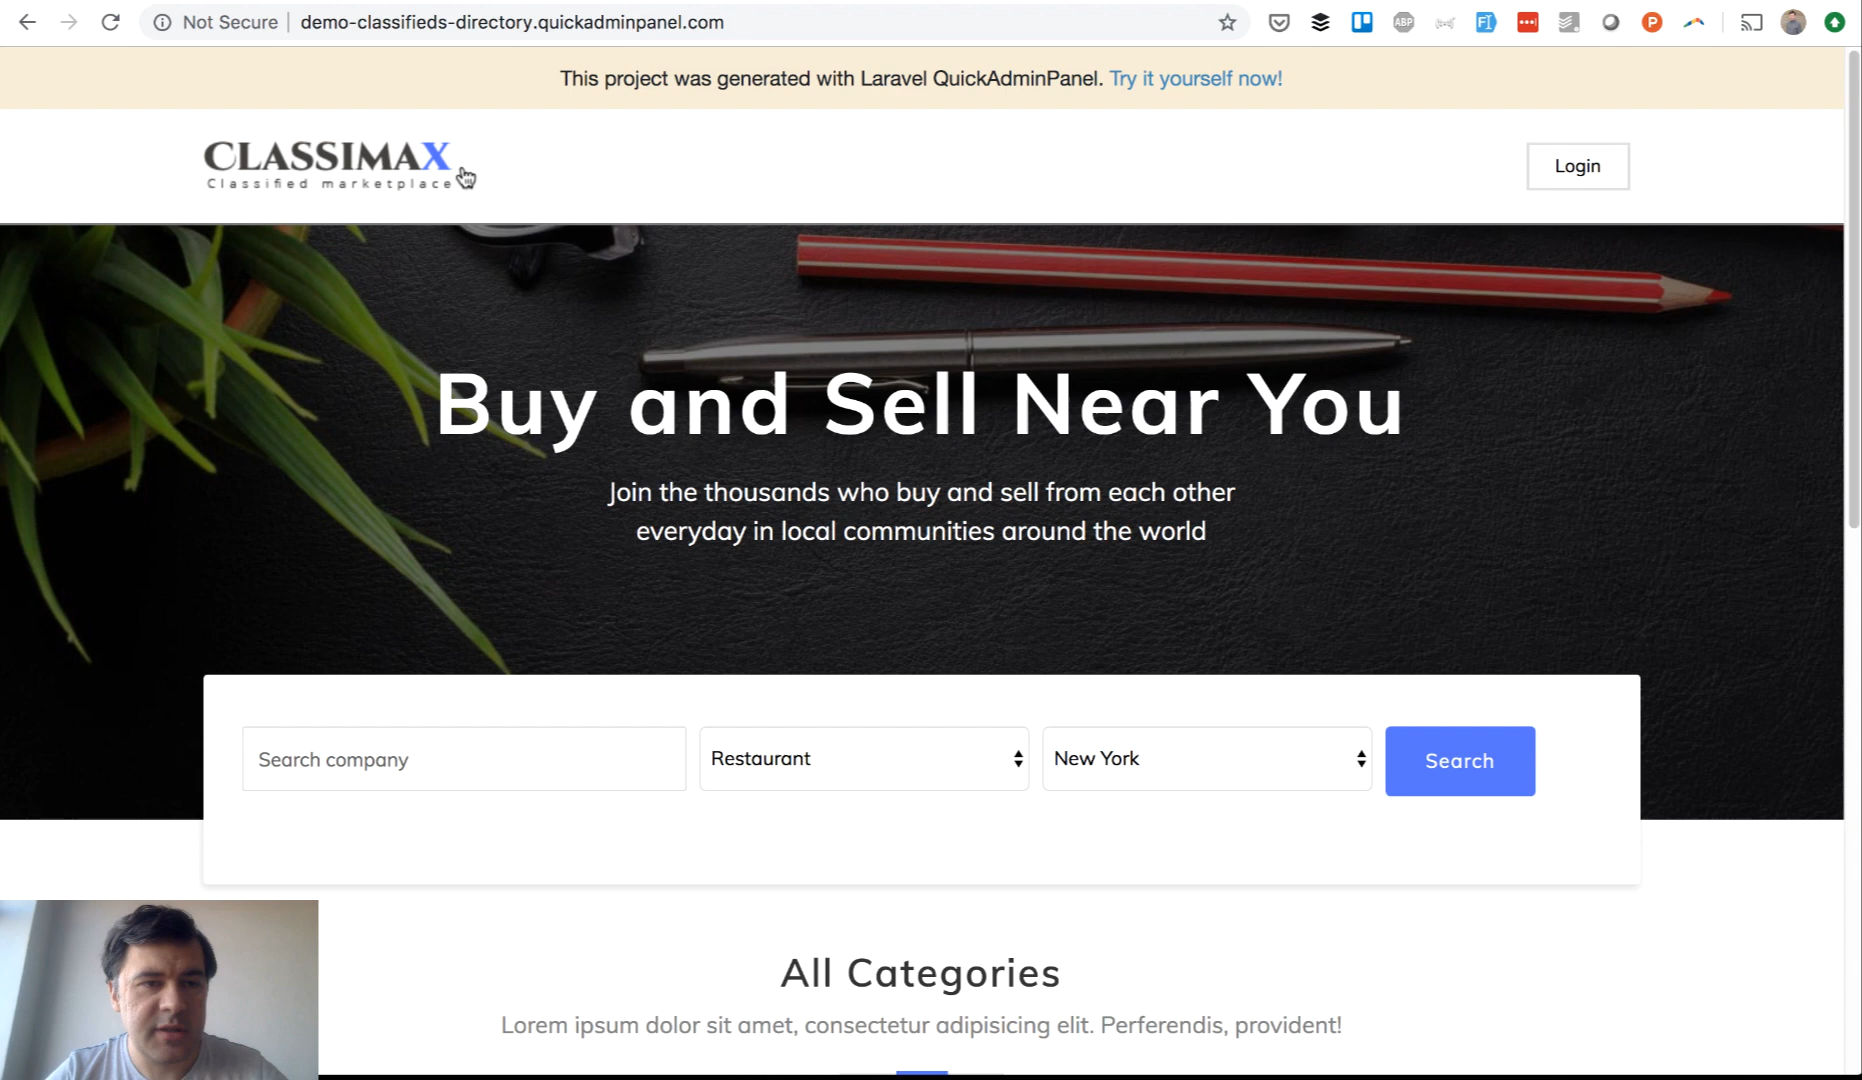 Not Secure | demo-classifieds-directory.quickadminpanel.com
ABP
P
This project was generated with Laravel QuickAdminPanel. Try it yourself now!
CLASSIMAX
Classified marketplace
Login
Buy and Sell Near You
Join the thousands who buy and sell from each other
everyday in local communities around the world
Search company
Restaurant
New York
Search
All Categories
Lorem ipsum dolor sit amet, consectetur adipisicing elit. Perferendis, provident!